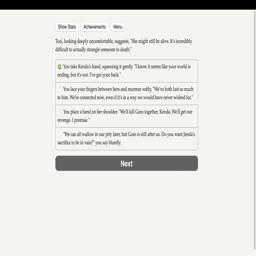 Show Stats Achievements Menu
Tozi, looking deeply uncomfortable, suggests, "She might still be alive. It's incredibly
difficult to actually strangle someone to death."
You take Kenda's hand, squeezing it gently. "I know it seems like your world is
ending, but it's not. I've got your back."
You lace your fingers between hers and murmur softly, "We've both lost so much
to him. We're connected now, even if it's in a way we would have never wished for."
You place a hand on her shoulder. "We'll kill Goro together, Kenda. We'll get our
revenge. I promise."
"We can all wallow in our pity later, but Goro is still after us. Do you want Jenda's
sacrifice to be in vain?" you say bluntly.
Next